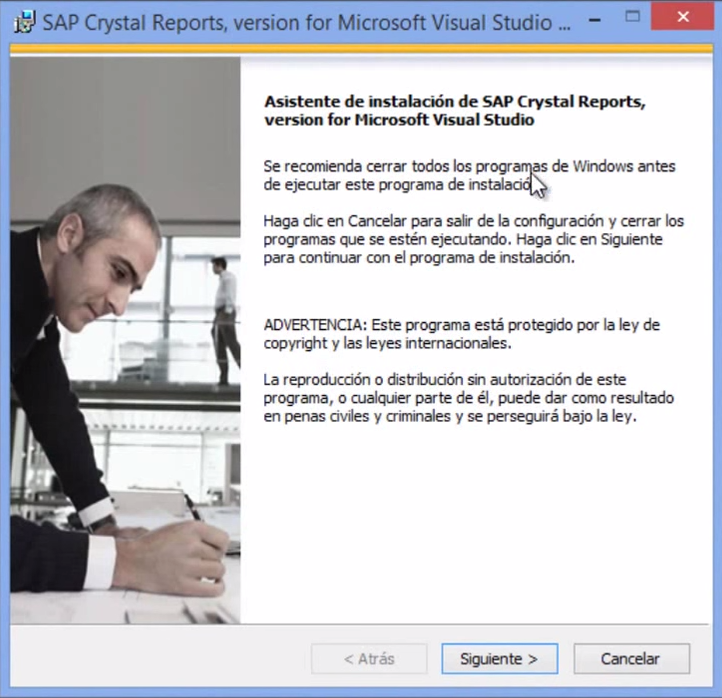 SAP Crystal Reports, version for Microsoft Visual Studio ...
Asistente de instalación de SAP Crystal Reports,
version for Microsoft Visual Studio
Se recomienda cerrar todos los programas de Windows antes
de ejecutar este programa de instalació
Haga clic en Cancelar para salir de la configuración y cerrar los
programas que se estén ejecutando. Haga clic en Siguiente
para continuar con el programa de instalación.
ADVERTENCIA: Este programa está protegido por la ley de
copyright y las leyes internacionales.
La reproducción o distribución sin autorización de este
programa, o cualquier parte de él, puede dar como resultado
en penas civiles y criminales y se perseguirá bajo la ley.
< Atrás Siguiente > Cancelar